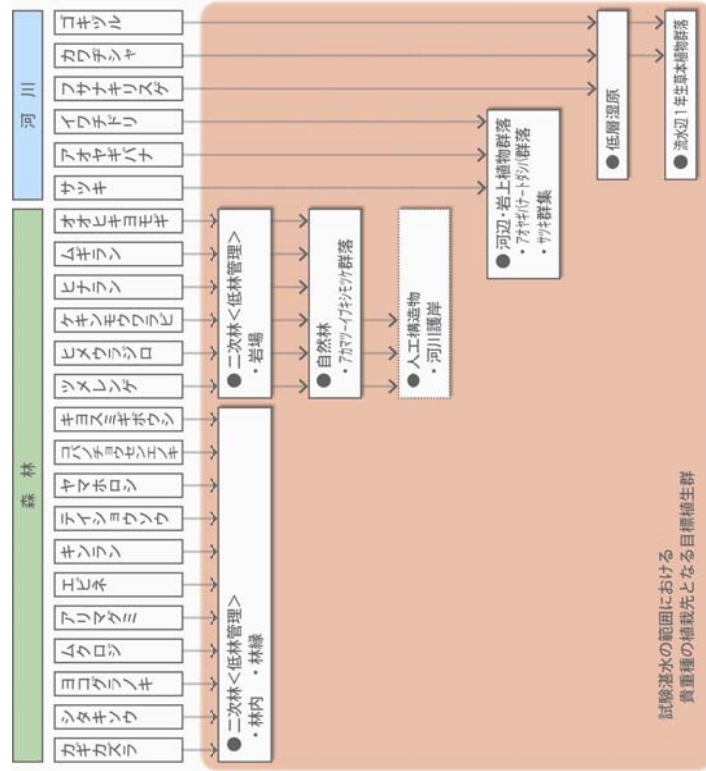 森林
河川
カギカズラ
シタキソウ
ヨコグラノキ
ムクロジ
アリマグミ
エビネ
キンラン
テイショウソウ
ヤマホロシ
コバンチョウセンエノキ
キヨスミギボウシ
ツメレンゲ
ヒメウラジロ
ケキンモウワラビ
ヒナラン
ムギラン
オオヒキヨモギ
サツキ
アオヤギバナ
イワチドリ
フサナキリスゲ
カワヂシャ
ゴキヅル
●二次林<低林管理>
・林内 ・林縁
●二次林<低林管理>
・岩場
●自然林
・アカマツーイブキシモツケ群落
●人工構造物
・河川護岸
●河辺・岩上植物群落
・アオヤギバナートダシバ群落
・サツキ群集
●低層湿原
●流水辺1年生草本植物群落
試験湛水の範囲における
貴重種の植栽先となる目標植生群